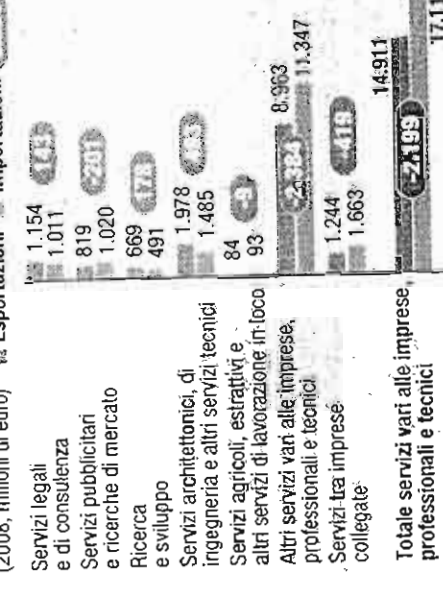 (2008, milioni di euro) Esportazioni Importazioni
Servizi legali
e di consulenza
1.154
1.011
143
Servizi pubblicitari
e ricerche di mercato
819
1.020
-201
Ricerca
e sviluppo
669
491
178
Servizi architettonici, di
ingegneria e altri servizi tecnici
1.978
1.485
493
Servizi agricoli, estrattivi e
altri servizi di lavorazione in loco
84
93
-9
Altri servizi vari alle imprese,
professionali e tecnici
8.963
11.347
-2.384
Servizi tra imprese
collegate
1.244
1.663
-419
Totale servizi vari alle imprese,
professionali e tecnici
14.911
-2.199